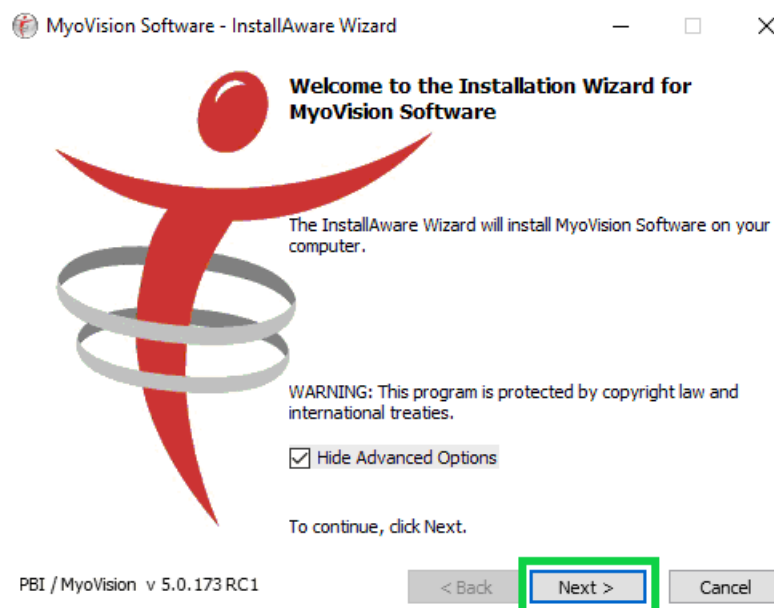 MyoVision Software - InstallAware Wizard
Welcome to the Installation Wizard for
MyoVision Software
The InstallAware Wizard will install MyoVision Software on your
computer.
WARNING: This program is protected by copyright law and
international treaties.
Hide Advanced Options
To continue, click Next.
PBI / MyoVision v 5.0.173 RC1
< Back
Next >
Cancel